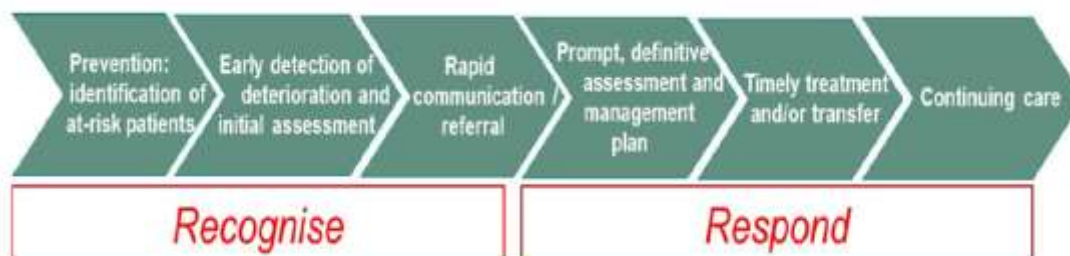 Prevention:
identification of
at-risk patients
Early detection of
deterioration and
initial assessment
Rapid
communication /
referral
Prompt, definitive
assessment and
management
plan
Timely treatment
and/or transfer
Continuing care
Recognise
Respond